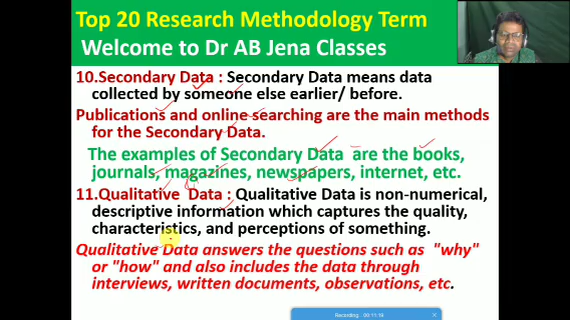 Top 20 Research Methodology Term
Welcome to Dr AB Jena Classes
10.Secondary Data : Secondary Data means data
collected by someone else earlier/ before.
Publications and online searching are the main methods
for the Secondary Data.
The examples of Secondary Data are the books,
journals, magazines, newspapers, internet, etc.
11.Qualitative Data : Qualitative Data is non-numerical,
descriptive information which captures the quality,
characteristics, and perceptions of something.
Qualitative Data answers the questions such as "why"
or "how" and also includes the data through
interviews, written documents, observations, etc.
Recording... 00:11:19